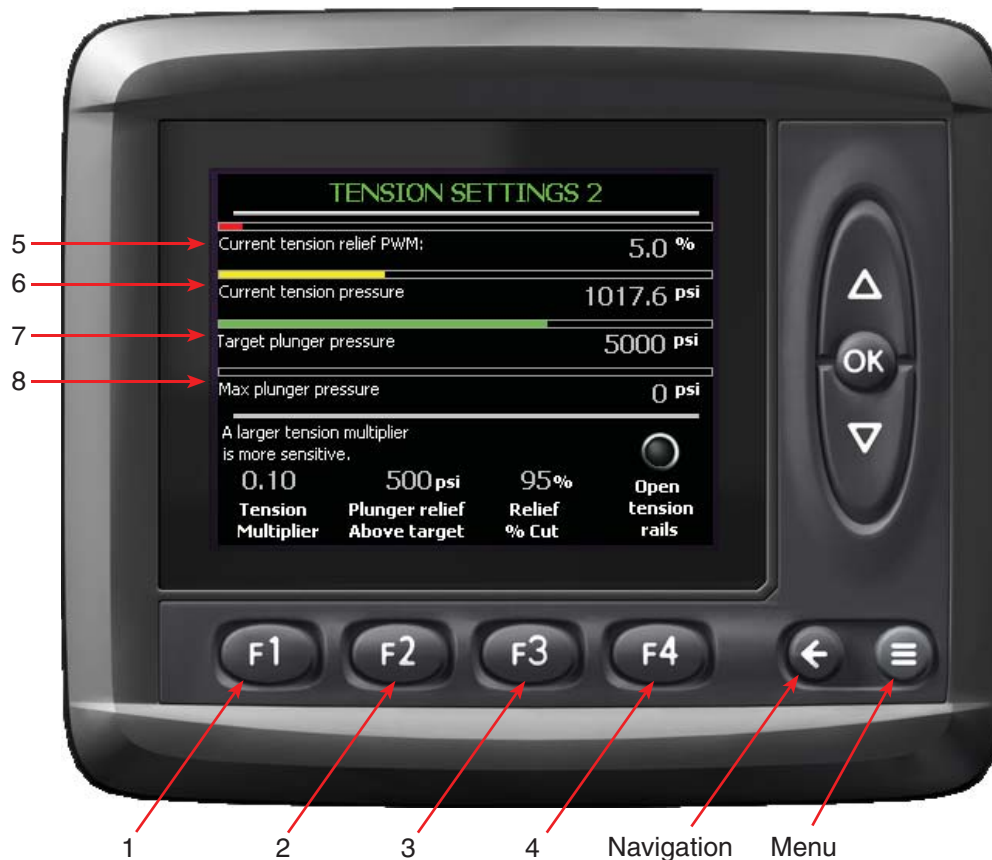 TENSION SETTINGS 2
5
Current tension relief PWM:
5.0 %
6
Current tension pressure
1017.6 psi
7
Target plunger pressure
5000 psi
8
Max plunger pressure
0 psi
A larger tension multiplier
is more sensitive.
0.10
Tension
Multiplier
500 psi
Plunger relief
Above target
95%
Relief
% Cut
Open
tension
rails
OK
F1
F2
F3
F4
1
2
3
4
Navigation
Menu